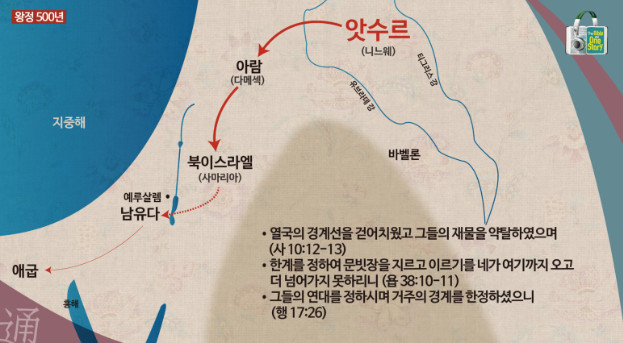 왕정 500년
앗수르
(니느웨)
The Bible
One
Story
아람
(다메섹)
티그리스 강
유브라데 강
지중해
바벨론
북이스라엘
(사마리아)
예루살렘
남유다
애굽
홍해
• 열국의 경계선을 걷어치웠고 그들의 재물을 약탈하였으며
(사 10:12-13)
• 한계를 정하여 문빗장을 지르고 이르기를 네가 여기까지 오고
더 넘어가지 못하리니 (욥 38:10-11)
• 그들의 연대를 정하시며 거주의 경계를 한정하셨으니
(행 17:26)
通